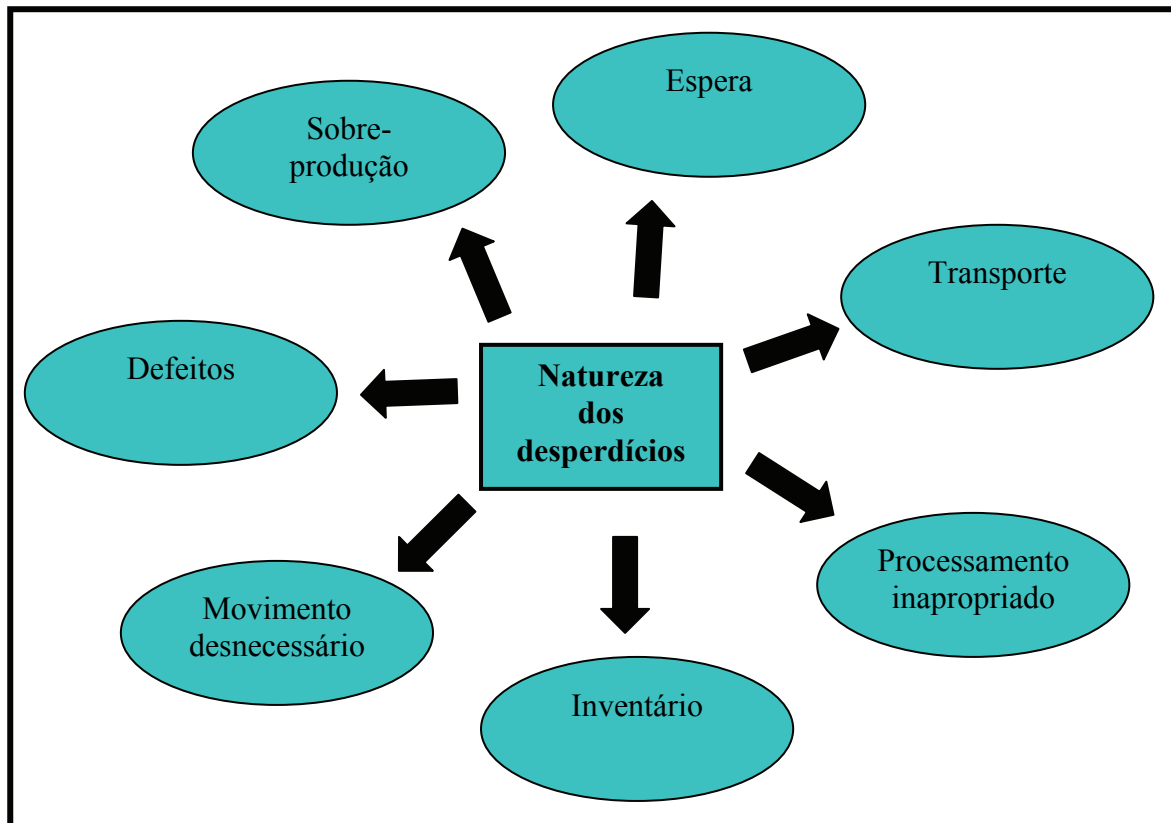 Espera
Sobre-
produção
Transporte
Defeitos
Natureza
dos
desperdícios
Processamento
inapropriado
Movimento
desnecessário
Inventário